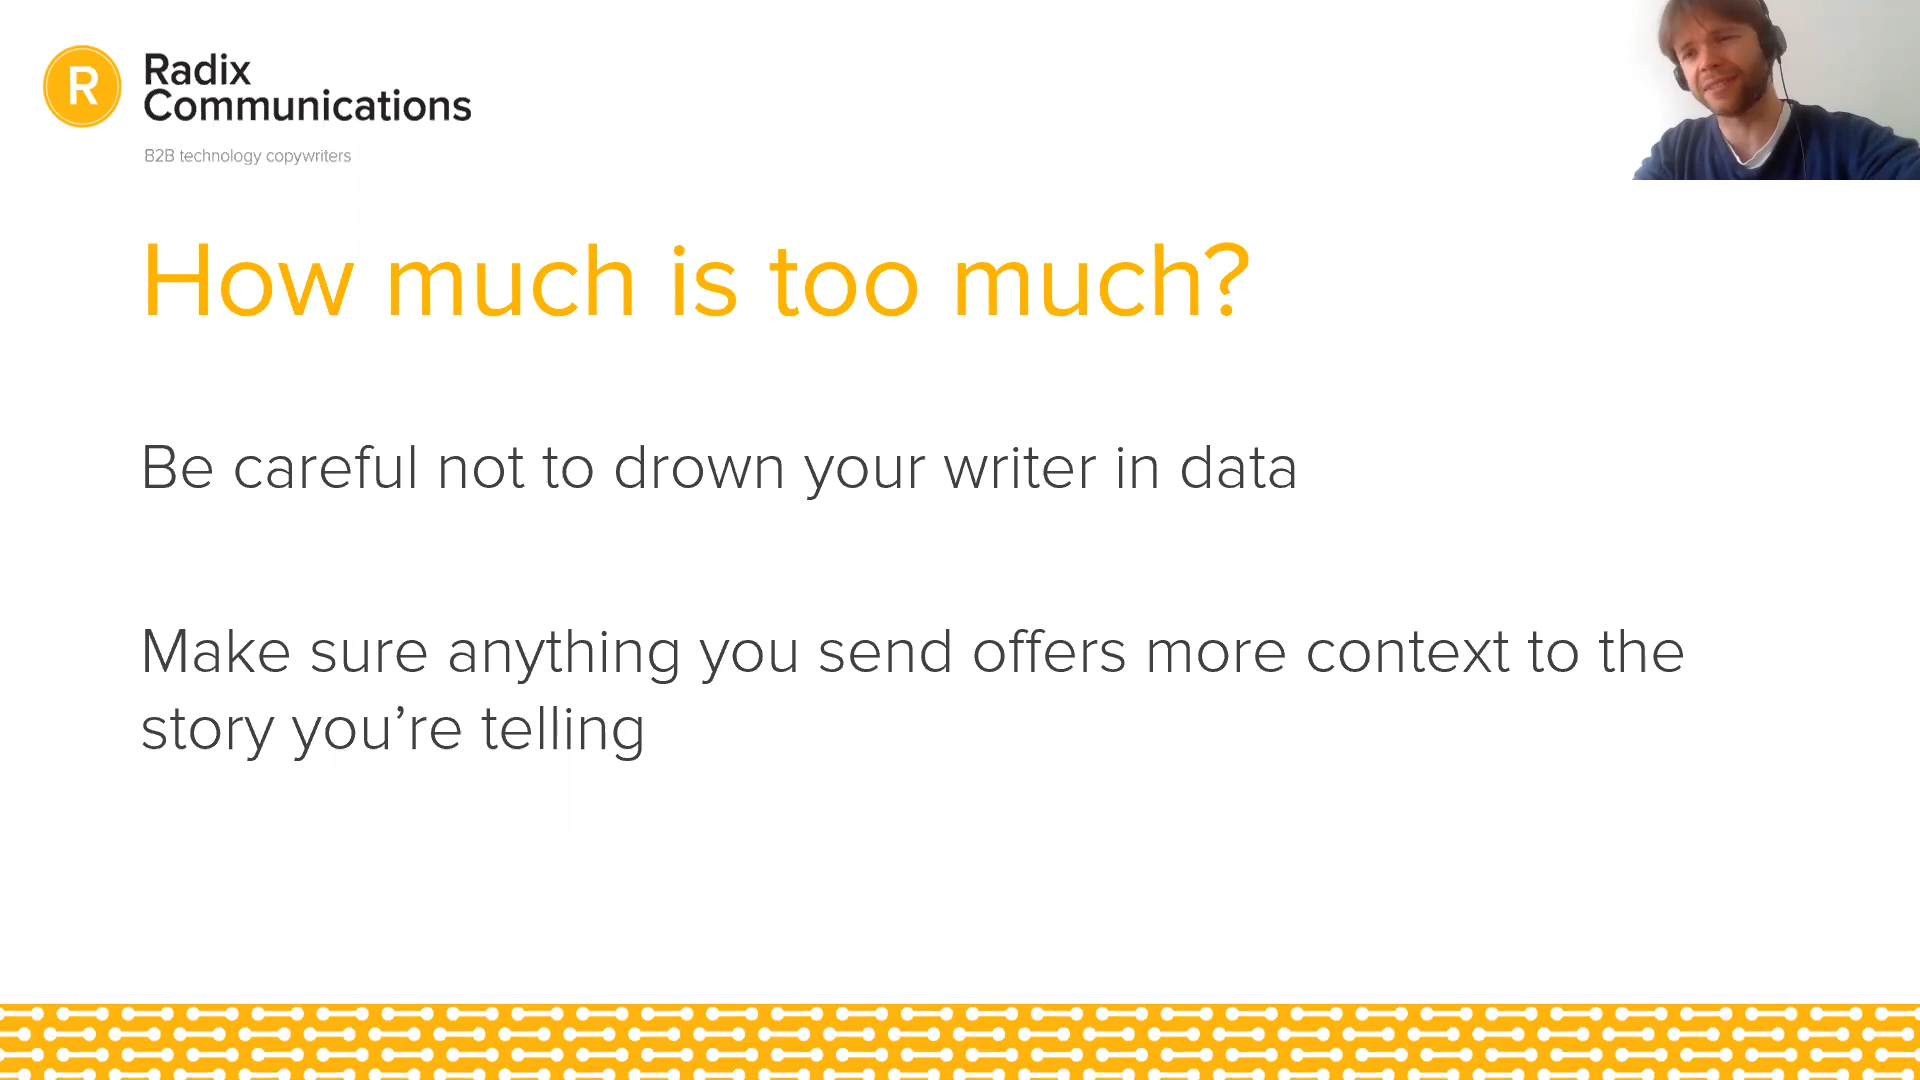 R
Radix
Communications
B2B technology copywriters
How much is too much?
Be careful not to drown your writer in data
Make sure anything you send offers more context to the
story you’re telling